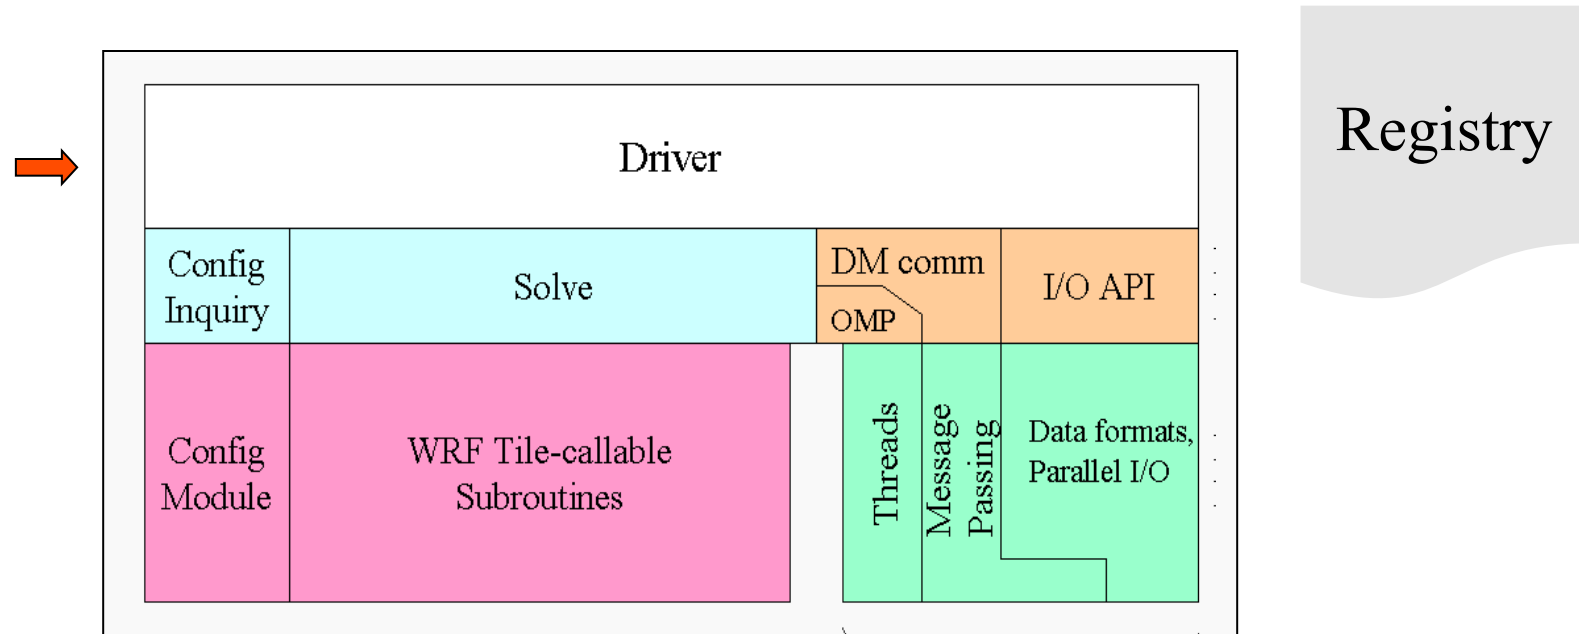 Registry
Driver
Config
Inquiry
Solve
DM comm
OMP
I/O API
Config
Module
WRF Tile-callable
Subroutines
Threads
Message
Passing
Data formats,
Parallel I/O